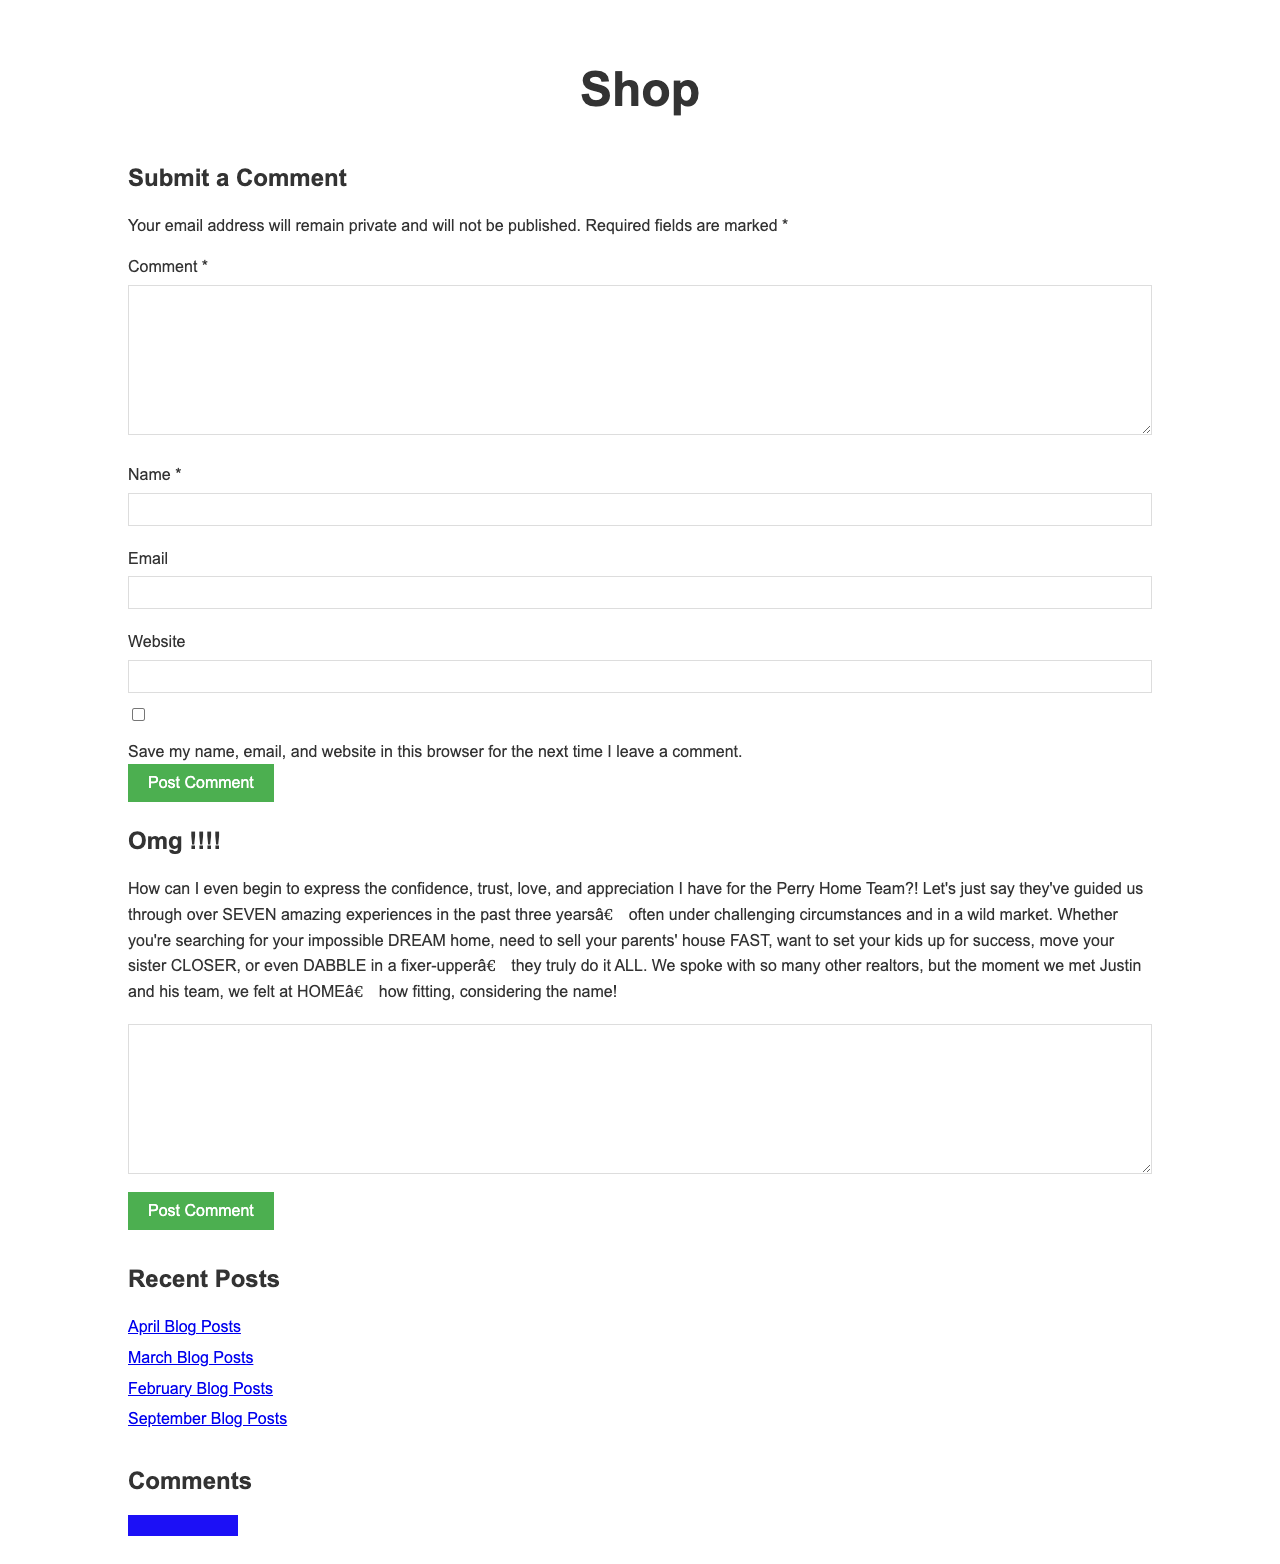 Shop
Submit a Comment
Your email address will remain private and will not be published. Required fields are marked *
Comment *
Name *
Email
Website
Save my name, email, and website in this browser for the next time I leave a comment.
Post Comment
Omg !!!!
How can I even begin to express the confidence, trust, love, and appreciation I have for the Perry Home Team?! Let's just say they've guided us
through over SEVEN amazing experiences in the past three yearsâ€ often under challenging circumstances and in a wild market. Whether
you're searching for your impossible DREAM home, need to sell your parents' house FAST, want to set your kids up for success, move your
sister CLOSER, or even DABBLE in a fixer-upperâ€ they truly do it ALL. We spoke with so many other realtors, but the moment we met Justin
and his team, we felt at HOMEâ€ how fitting, considering the name!
Post Comment
Recent Posts
April Blog Posts
March Blog Posts
February Blog Posts
September Blog Posts
Comments